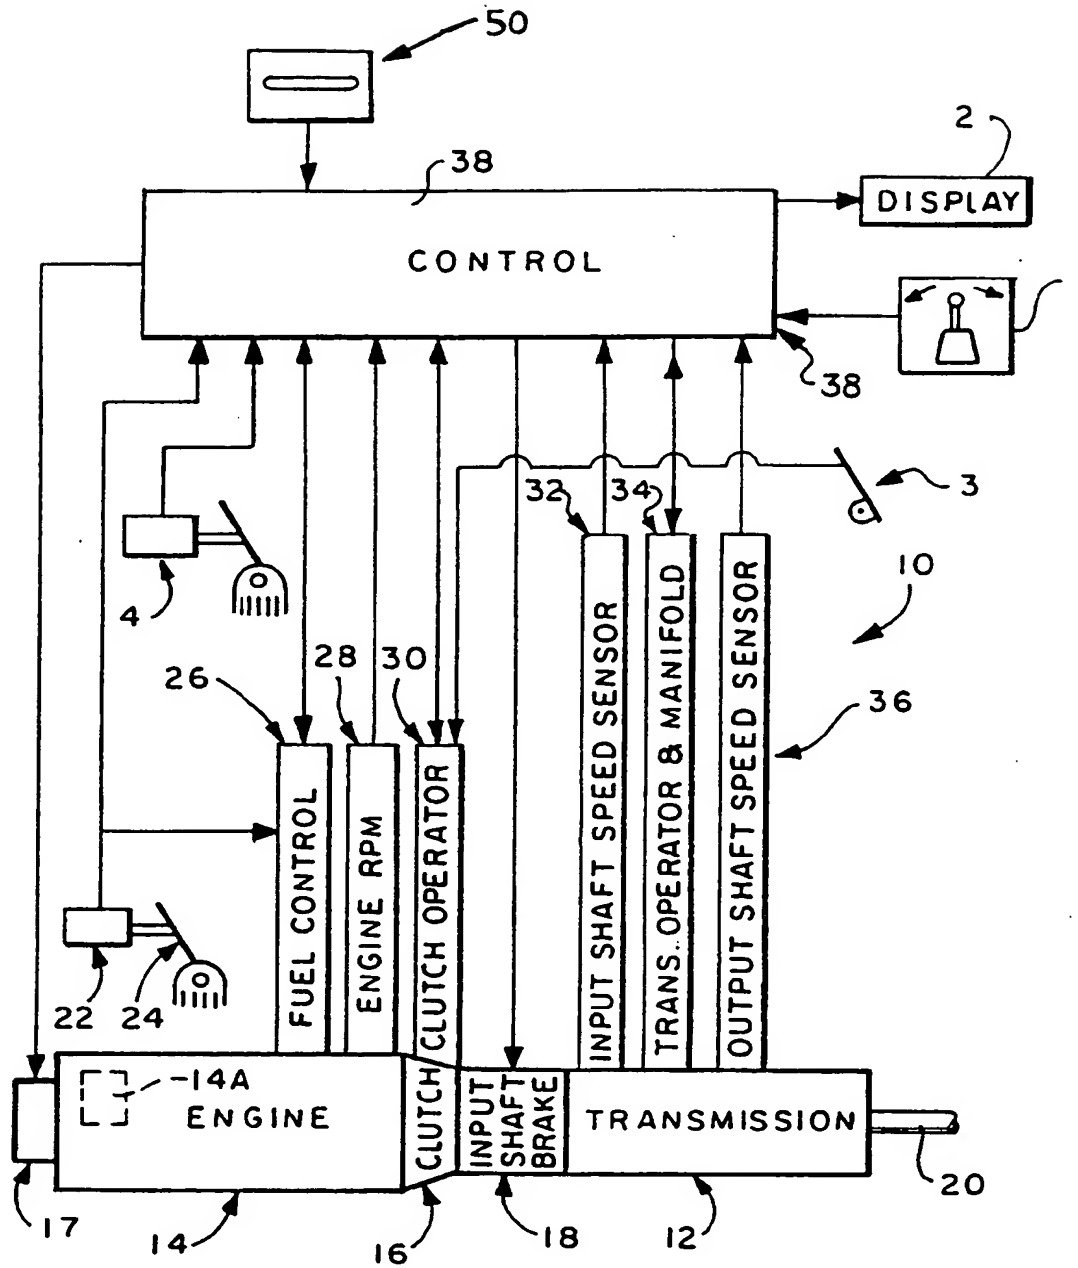 50
38
2
DISPLAY
CONTROL
38
3
32
34
4
10
28
30
26
36
FUEL CONTROL
ENGINE RPM
CLUTCH OPERATOR
INPUT SHAFT SPEED SENSOR
TRANS. OPERATOR & MANIFOLD
OUTPUT SHAFT SPEED SENSOR
22
24
14A
ENGINE
CLUTCH
INPUT
SHAFT
BRAKE
TRANSMISSION
20
17
14
16
18
12